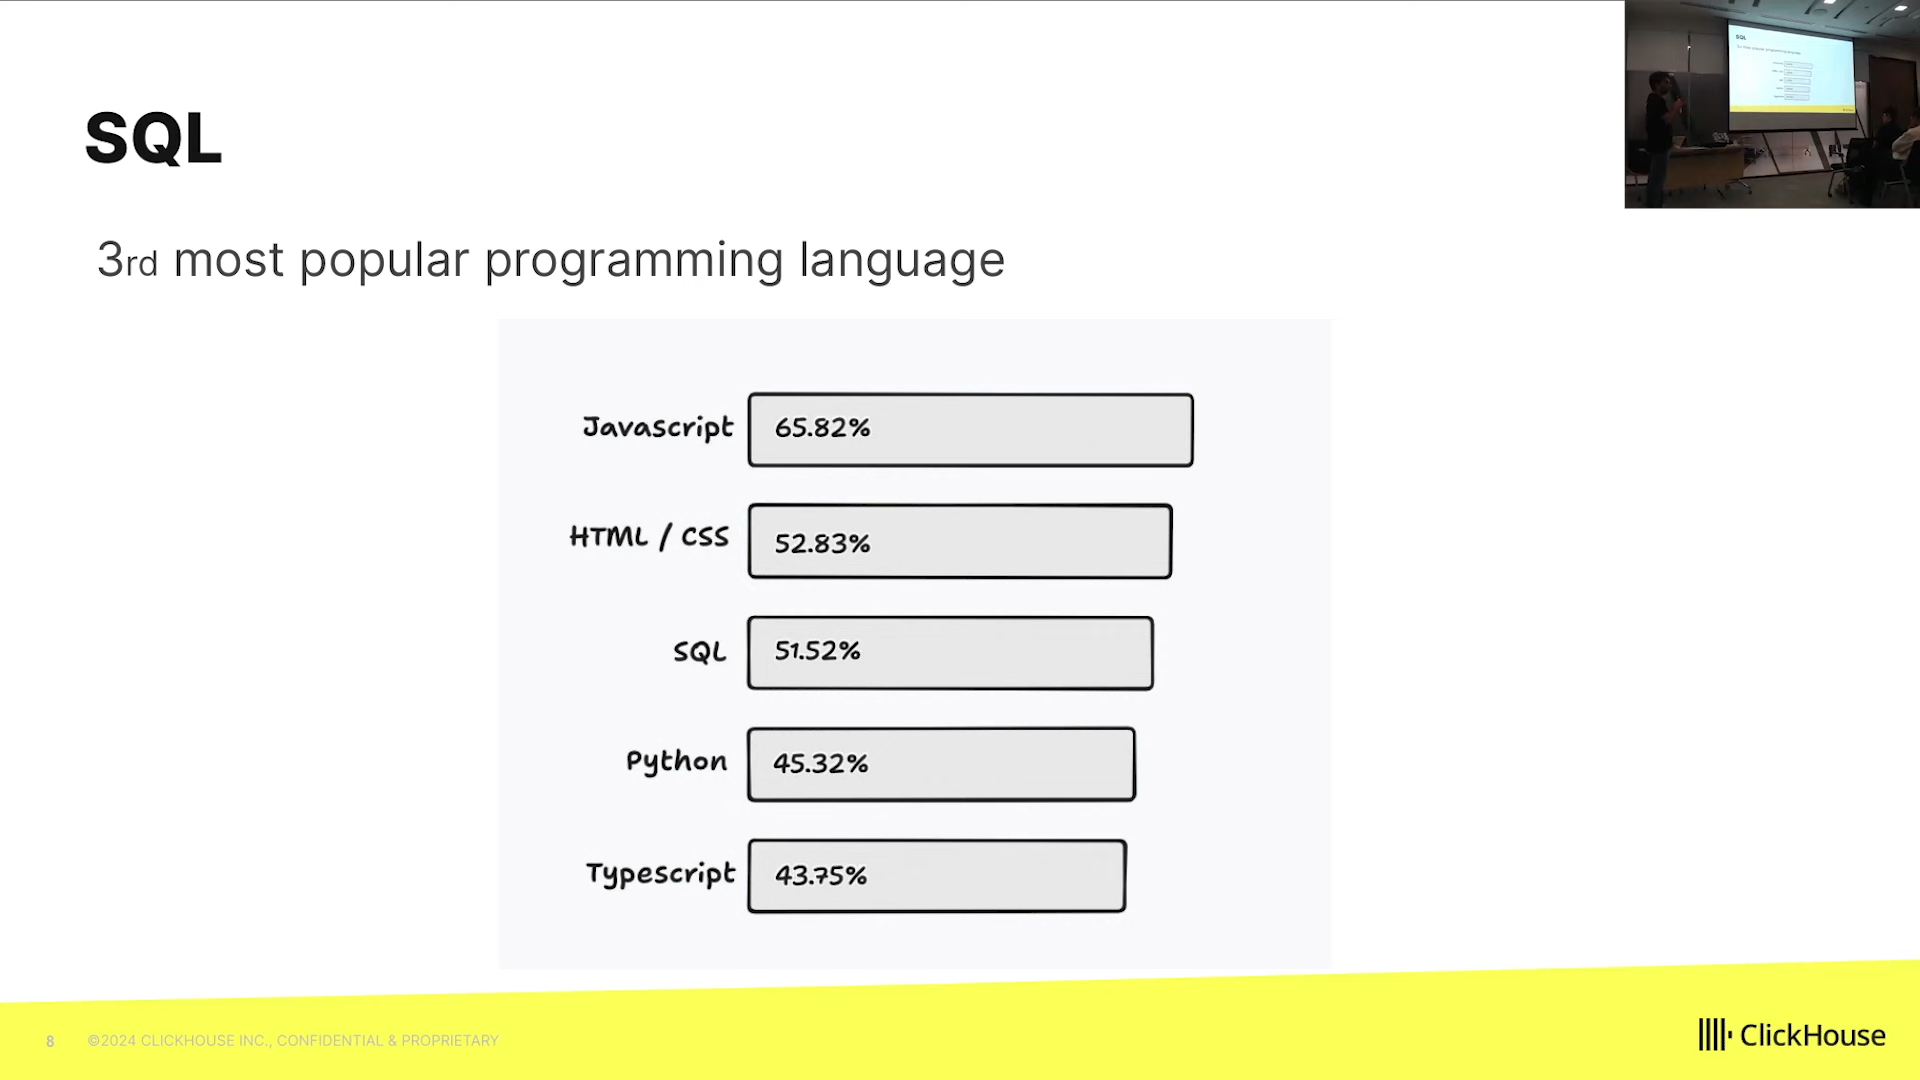 SQL
3rd most popular programming language
Javascript 65.82%
HTML / CSS 52.83%
SQL 51.52%
Python 45.32%
Typescript 43.75%
8 ©2024 CLICKHOUSE INC., CONFIDENTIAL & PROPRIETARY
ClickHouse
SQL